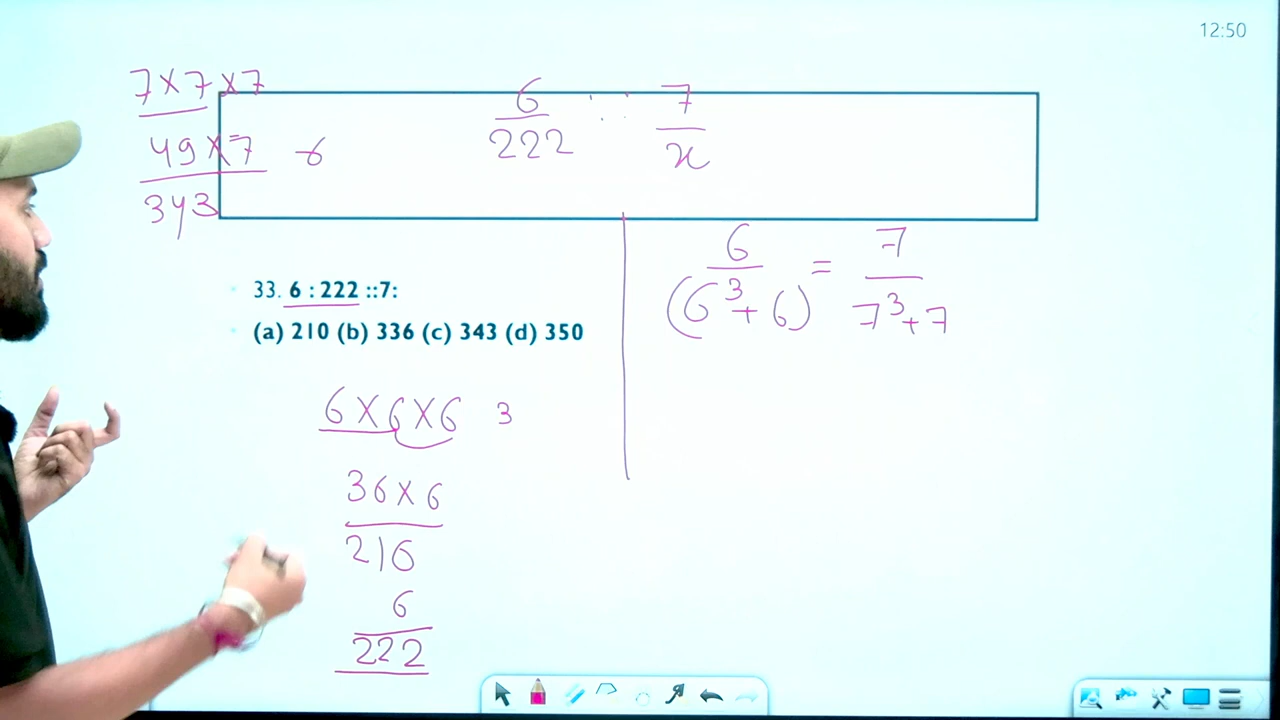 12:50
7×7×7
49×7 6
343
6/222 :: 7/x
33. 6 : 222 ::7:
(a) 210 (b) 336 (c) 343 (d) 350
6/(6³+6) = 7/7³+7
6×6×6 3
36×6
216
6
222